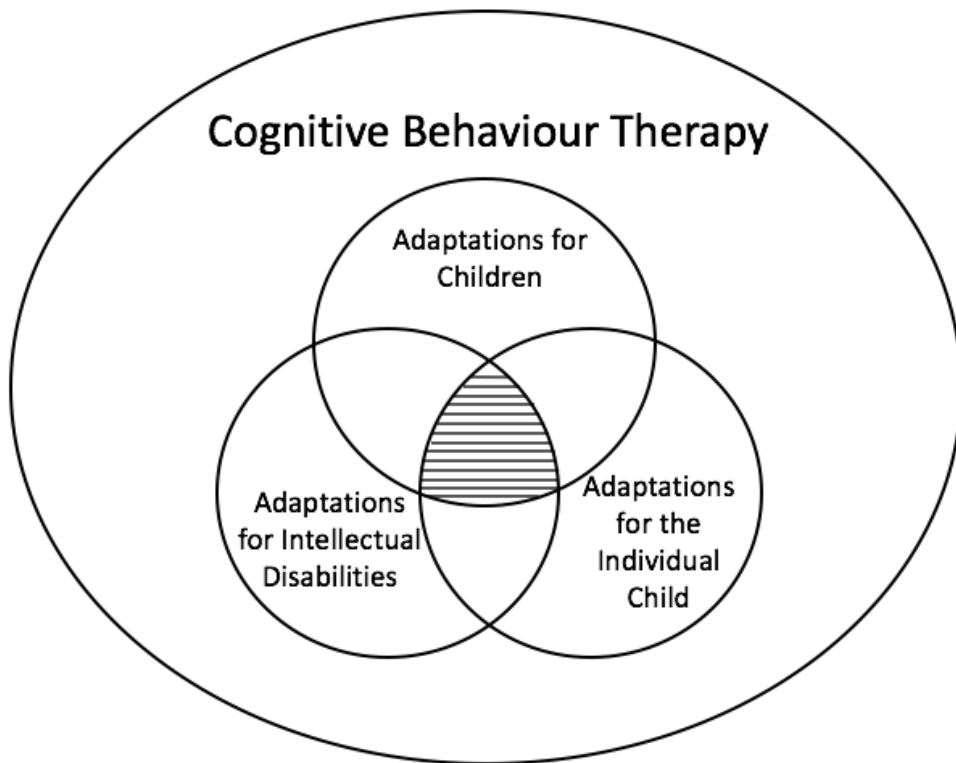 Cognitive Behaviour Therapy
Adaptations for
Children
Adaptations
for Intellectual
Disabilities
Adaptations
for the
Individual
Child